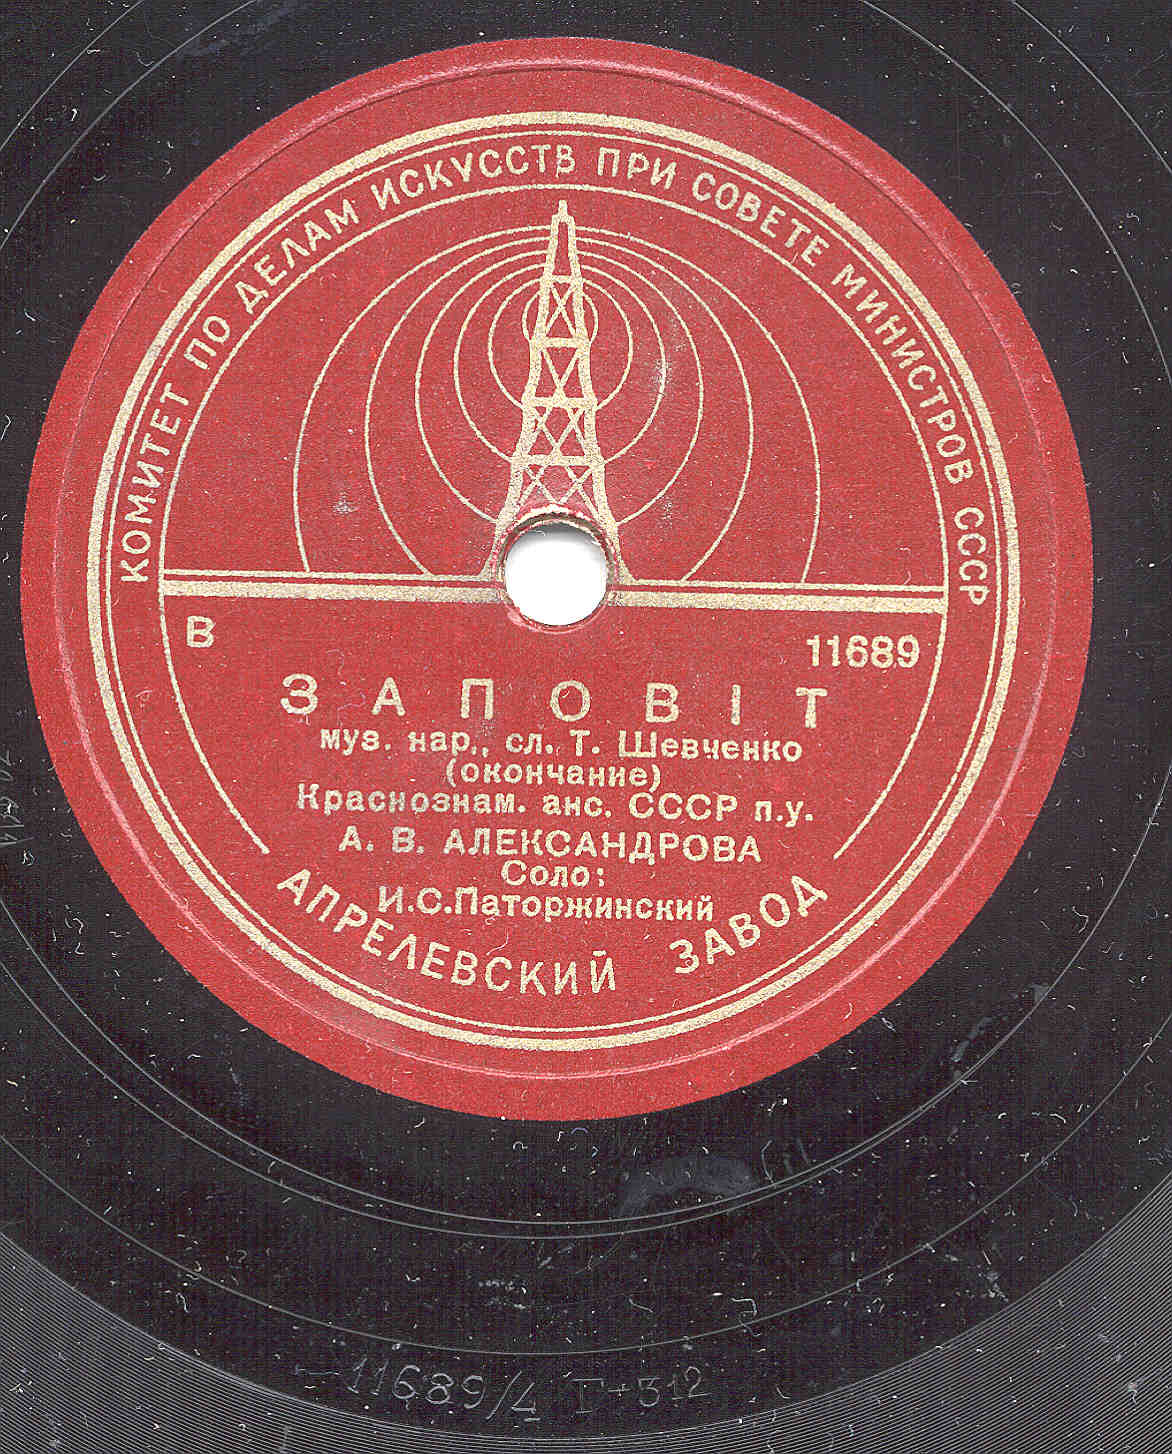 КОМИТЕТ ПО ДЕЛАМ ИСКУССТВ ПРИ СОВЕТЕ МИНИСТРОВ СССР
В 11689
ЗАПОВІТ
муз. нар., сл. Т. Шевченко
(окончание)
Краснознам. анс. СССР п.у.
А. В. АЛЕКСАНДРОВА
Соло:
И.С.Паторжинский
АПРЕЛЕВСКИЙ ЗАВОД
11689/4 Г-312